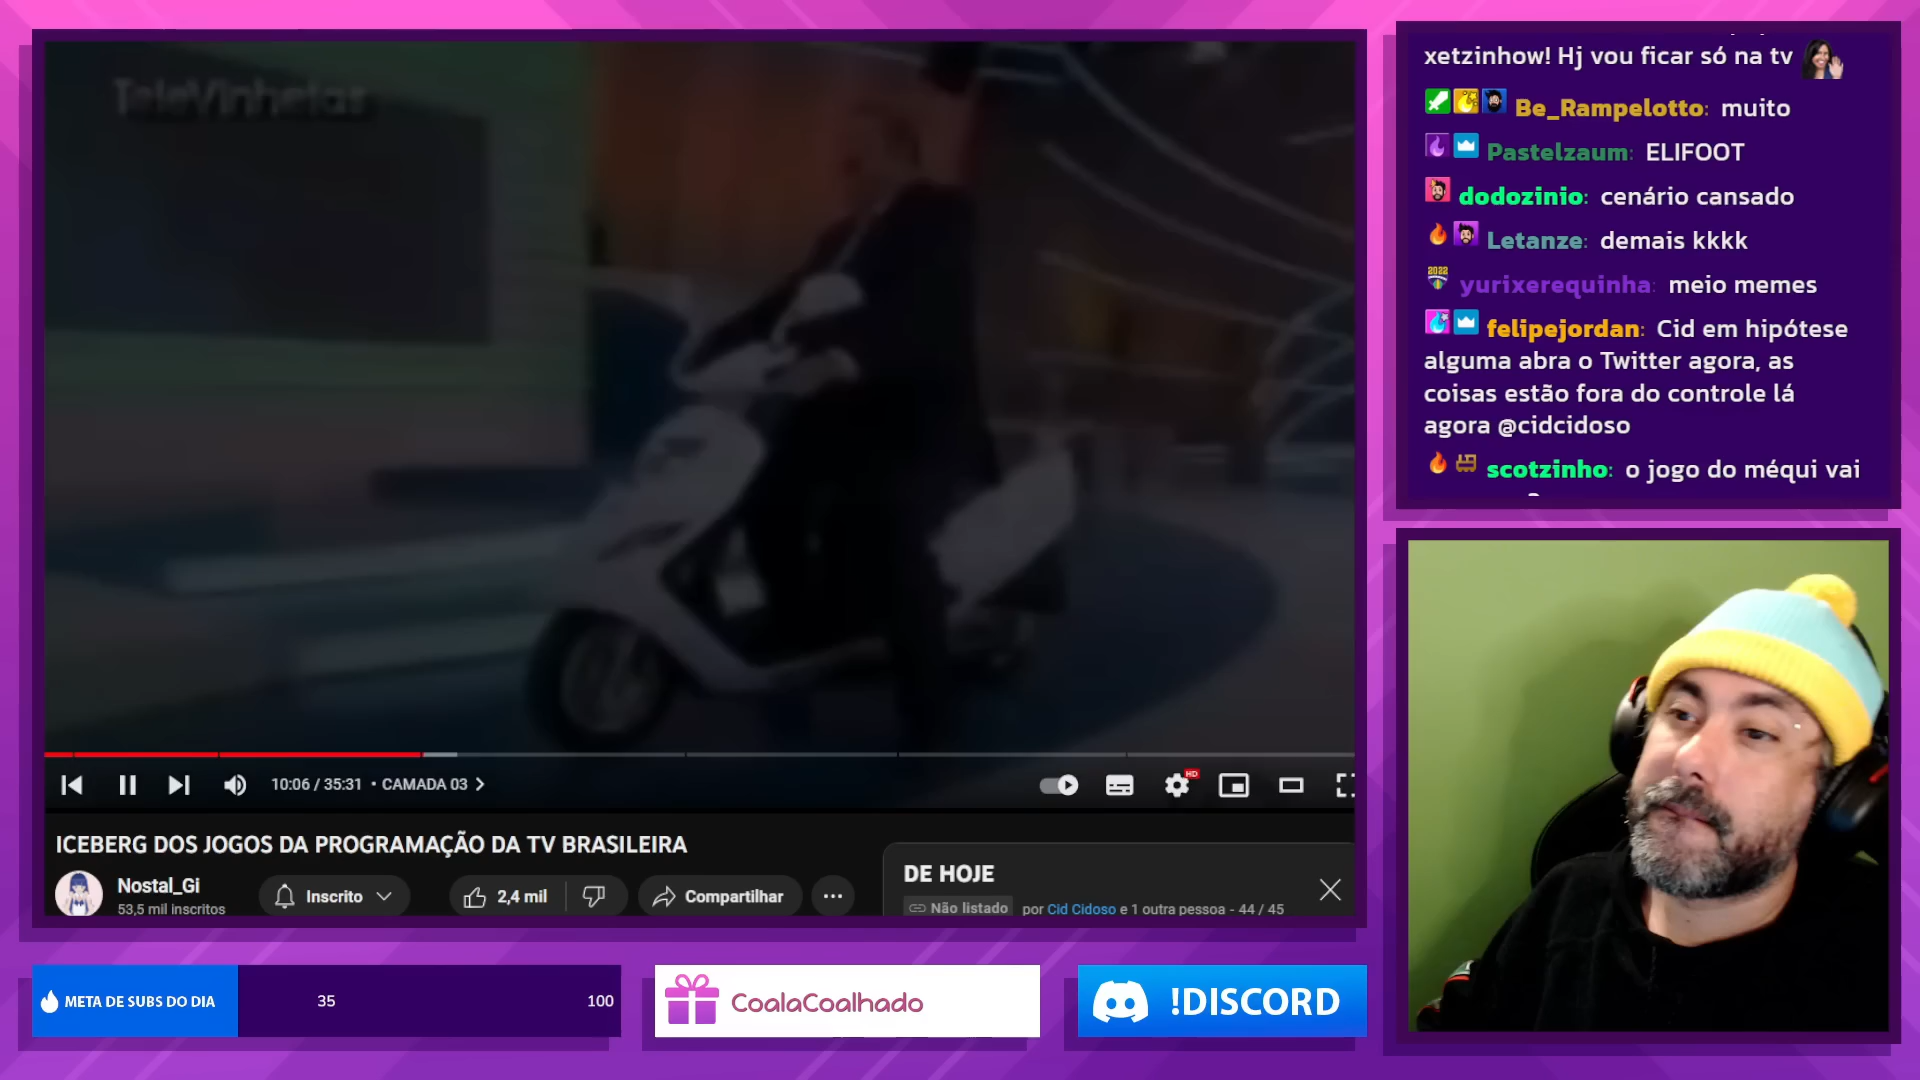 TeleVinhetas
10:06 / 35:31 • CAMADA 03
HD
ICEBERG DOS JOGOS DA PROGRAMAÇÃO DA TV BRASILEIRA
Nostal_Gi
53,5 mil inscritos
Inscrito
2,4 mil
Compartilhar
DE HOJE
Não listado por Cid Cidoso e 1 outra pessoa - 44 / 45
xetzinhow! Hj vou ficar só na tv
Be_Rampelotto: muito
Pastelzaum: ELIFOOT
dodozinio: cenário cansado
Letanze: demais kkkk
2022
yurixerequinha: meio memes
felipejordan: Cid em hipótese
alguma abra o Twitter agora, as
coisas estão fora do controle lá
agora @cidcidoso
scotzinho: o jogo do méqui vai
META DE SUBS DO DIA
35
100
CoalaCoalhado
!DISCORD